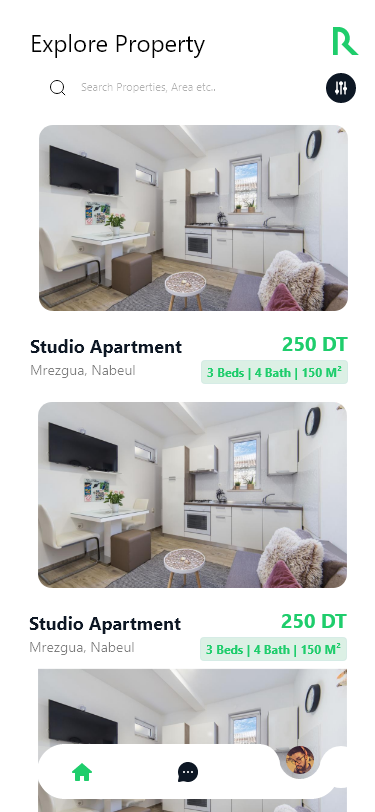 Explore Property
Search Properties, Area etc..
Studio Apartment
250 DT
Mrezgua, Nabeul
3 Beds | 4 Bath | 150 M²
Studio Apartment
250 DT
Mrezgua, Nabeul
3 Beds | 4 Bath | 150 M²